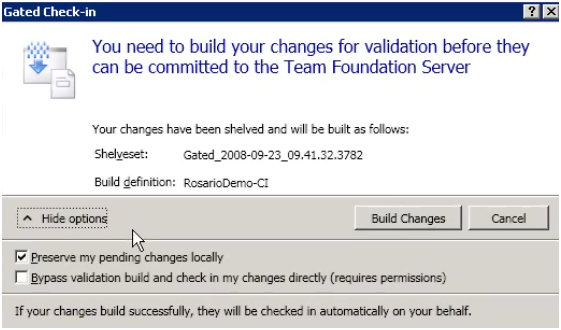 Gated Check-in
You need to build your changes for validation before they
can be committed to the Team Foundation Server
Your changes have been shelved and will be built as follows:
Shelveset: Gated_2008-09-23_09.41.32.3782
Build definition: RosarioDemo-CI
Hide options
Build Changes
Cancel
Preserve my pending changes locally
Bypass validation build and check in my changes directly (requires permissions)
If your changes build successfully, they will be checked in automatically on your behalf.